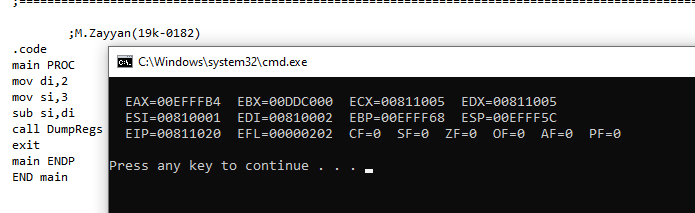 ;==================================================================
;M.Zayyan(19k-0182)
.code
main PROC
mov di,2
mov si,3
sub si,di
call DumpRegs
exit
main ENDP
END main
C:\Windows\system32\cmd.exe
EAX=00EFFFB4 EBX=00DDC000 ECX=00811005 EDX=00811005
ESI=00810001 EDI=00810002 EBP=00EFFF68 ESP=00EFFF5C
EIP=00811020 EFL=00000202 CF=0 SF=0 ZF=0 OF=0 AF=0 PF=0
Press any key to continue . . .